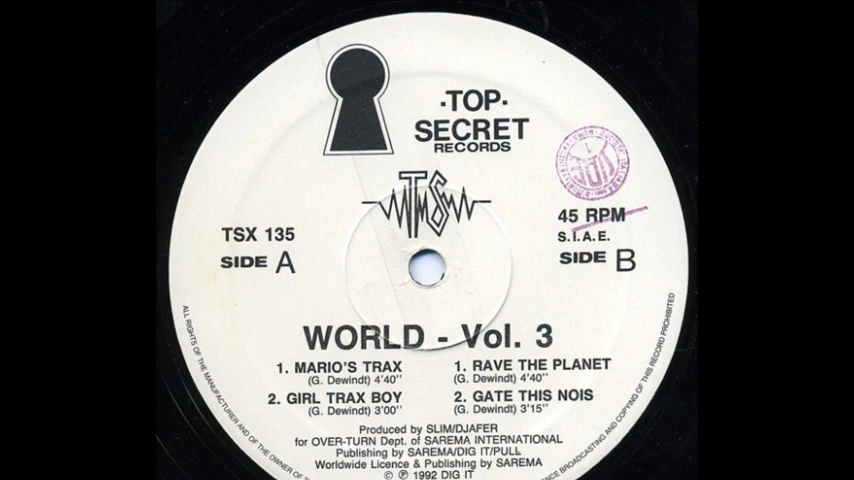 ·TOP·
SECRET
RECORDS
TMS
TSX 135
SIDE A
45 RPM
S.I.A.E.
SIDE B
WORLD - Vol. 3
1. MARIO'S TRAX
(G. Dewindt) 4'40''
2. GIRL TRAX BOY
(G. Dewindt) 3'00''
1. RAVE THE PLANET
(G. Dewindt) 4'40''
2. GATE THIS NOIS
(G. Dewindt) 3'15''
Produced by SLIM/DJAFER
for OVER-TURN Dept. of SAREMA INTERNATIONAL
Publishing by SAREMA/DIG IT/PULL
Worldwide Licence & Publishing by SAREMA
© ℗ 1992 DIG IT
ALL RIGHTS OF THE MANUFACTURER AND OF THE OWNER OF
BROADCASTING AND COPYING OF THIS RECORD PROHIBITED